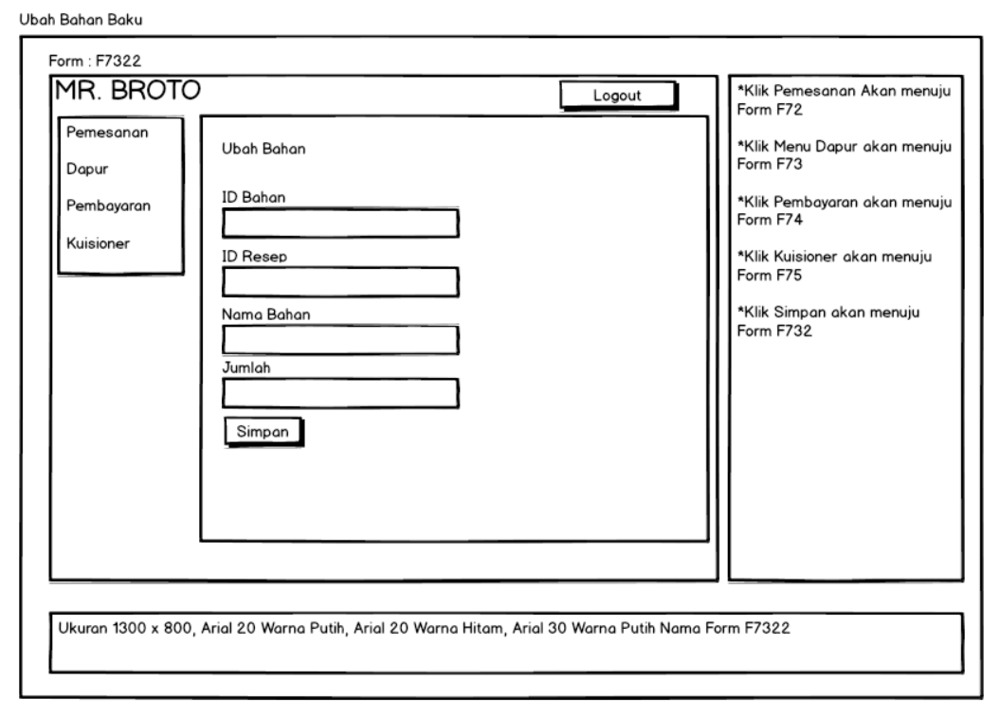 Ubah Bahan Baku
Form : F7322
MR. BROTO
Logout
Pemesanan
Dapur
Pembayaran
Kuisioner
Ubah Bahan
ID Bahan
ID Resep
Nama Bahan
Jumlah
Simpan
*Klik Pemesanan Akan menuju
Form F72
*Klik Menu Dapur akan menuju
Form F73
*Klik Pembayaran akan menuju
Form F74
*Klik Kuisioner akan menuju
Form F75
*Klik Simpan akan menuju
Form F732
Ukuran 1300 x 800, Arial 20 Warna Putih, Arial 20 Warna Hitam, Arial 30 Warna Putih Nama Form F7322